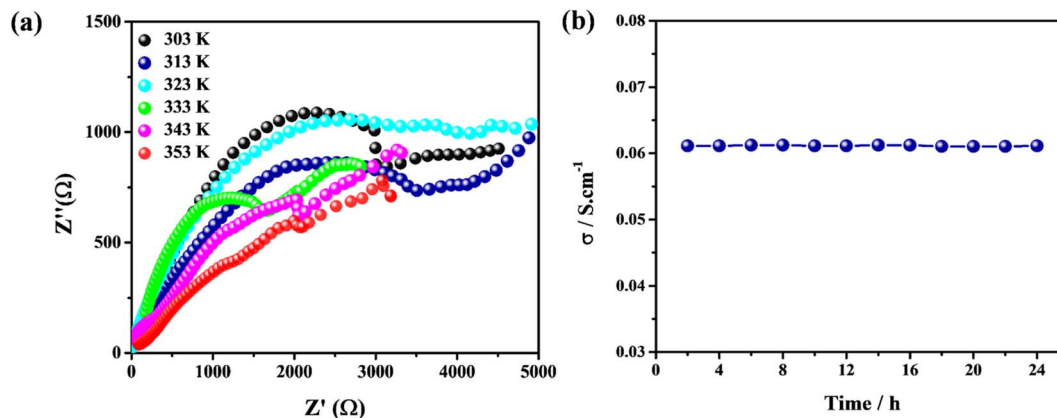 (a)
Z''(Ω)
1500
1000
500
0
303 K
313 K
323 K
333 K
343 K
353 K
0 1000 2000 3000 4000 5000
Z' (Ω)
(b)
σ / S.cm-¹
0.08
0.07
0.06
0.05
0.04
0.03
0 4 8 12 16 20 24
Time / h